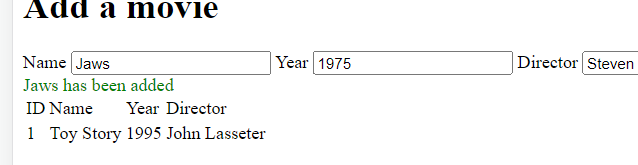 Add a movie
Name Jaws Year 1975 Director Steven
Jaws has been added
ID Name Year Director
1 Toy Story 1995 John Lasseter